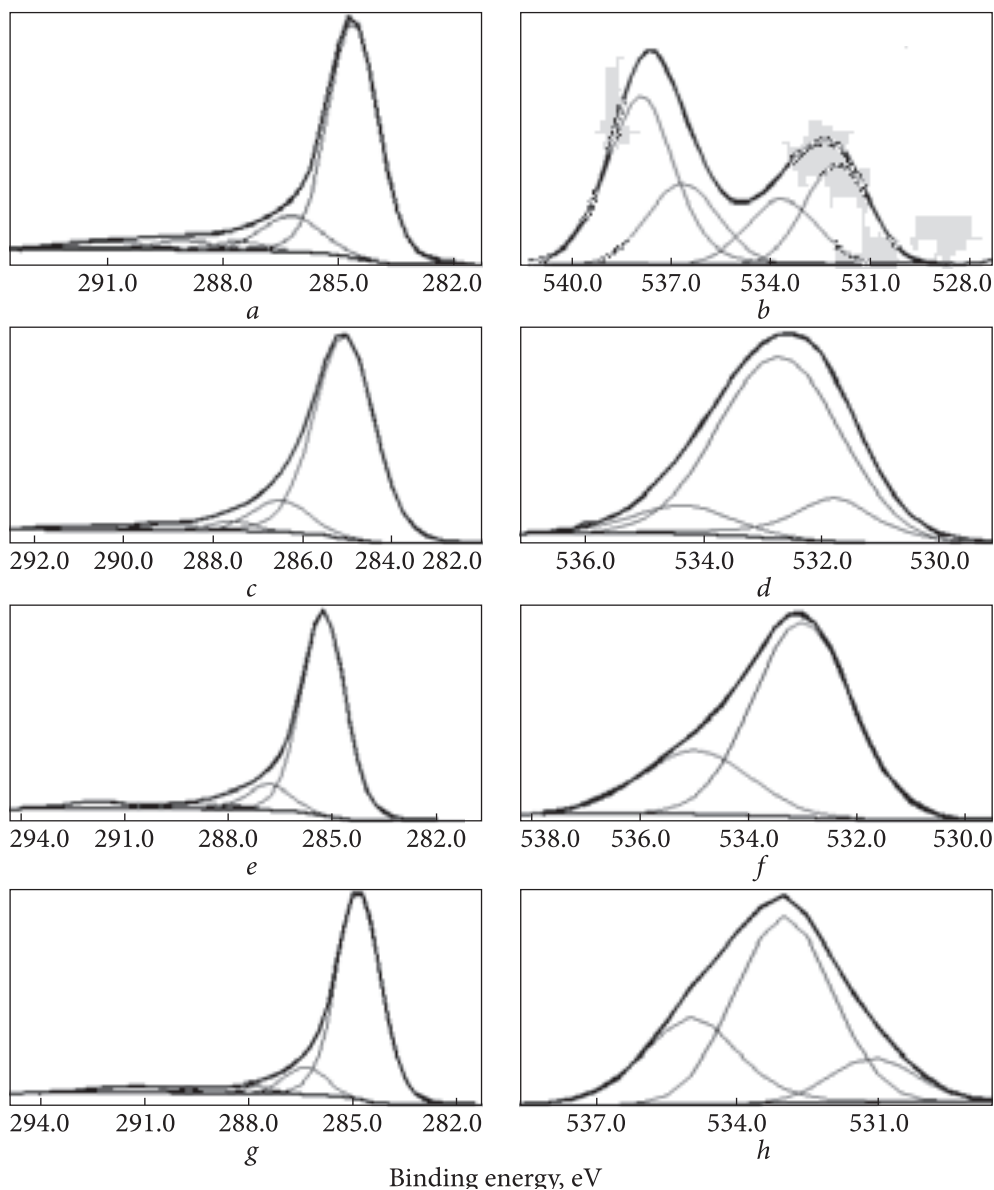 291.0 288.0 285.0 282.0
a
540.0 537.0 534.0 531.0 528.0
b
292.0 290.0 288.0 286.0 284.0 282.0
c
536.0 534.0 532.0 530.0
d
294.0 291.0 288.0 285.0 282.0
e
538.0 536.0 534.0 532.0 530.0
f
294.0 291.0 288.0 285.0 282.0
g
537.0 534.0 531.0
h
Binding energy, eV